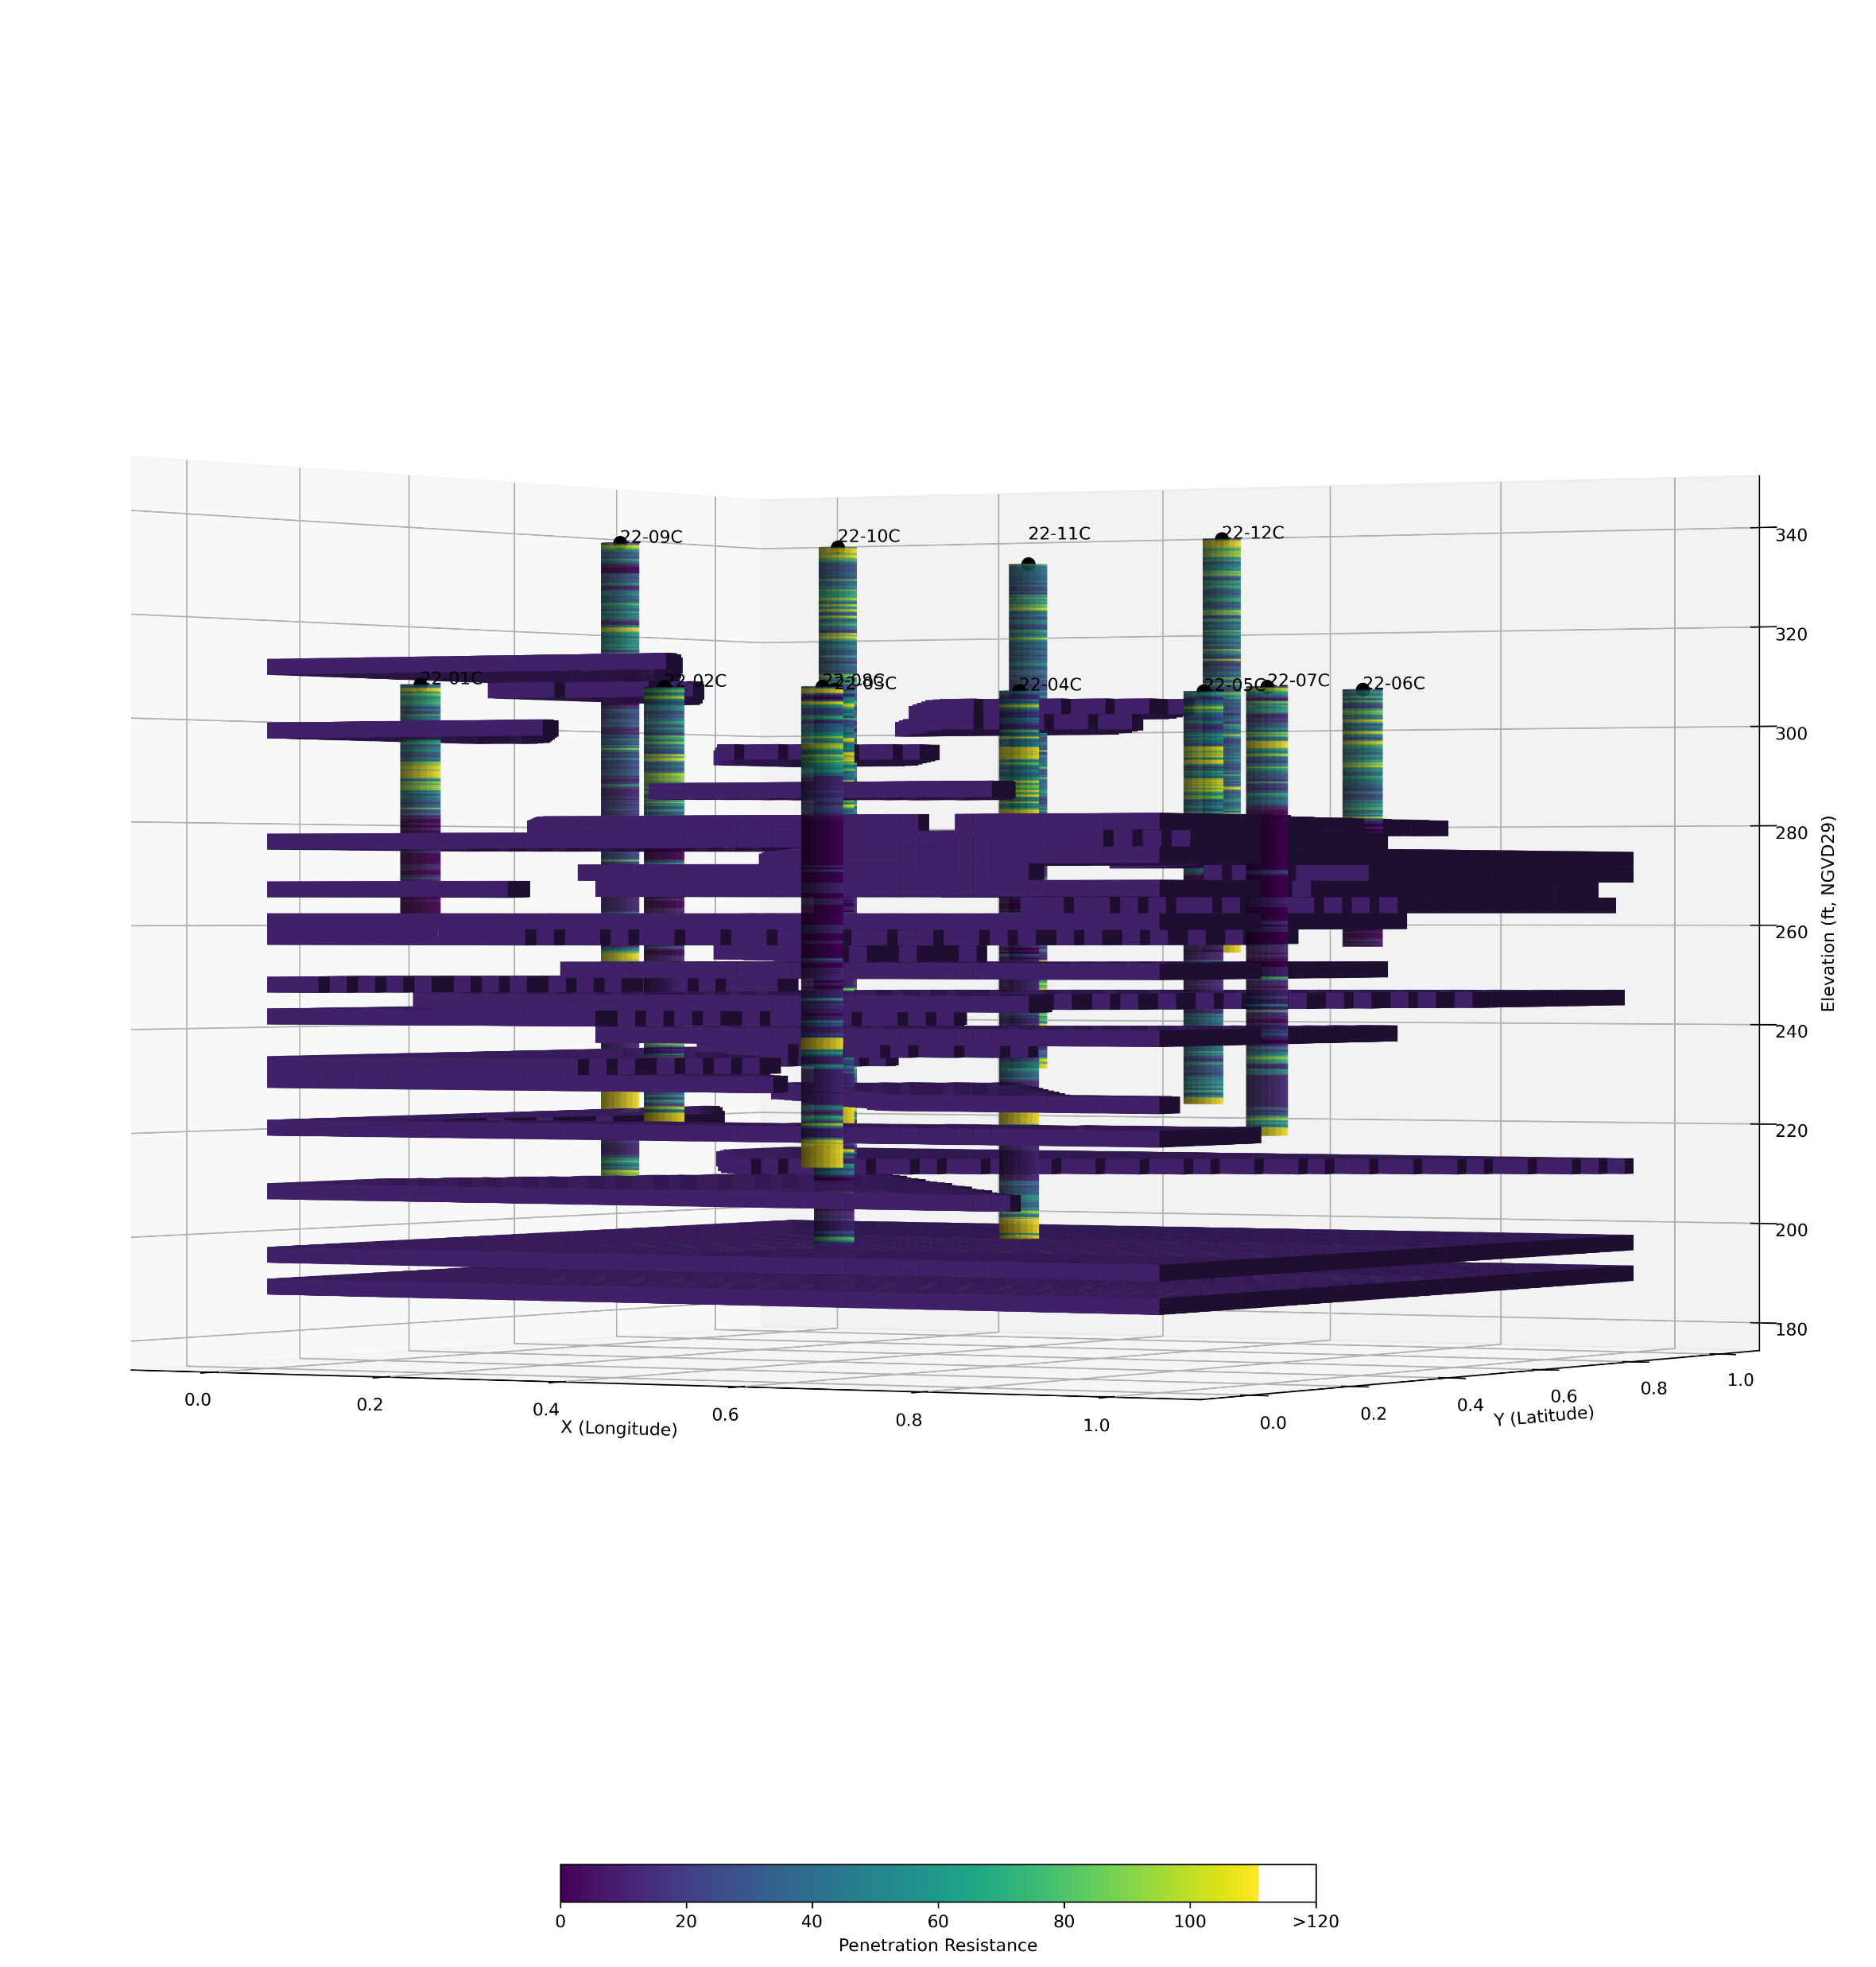 22-09C
22-10C
22-11C
22-12C
22-01C
22-02C
22-08C
22-03C
22-04C
22-05C
22-07C
22-06C
340
320
300
280
260
240
220
200
180
Elevation (ft, NGVD29)
0.0
0.2
0.4
0.6
0.8
1.0
X (Longitude)
0.0
0.2
0.4
0.6
0.8
1.0
Y (Latitude)
0
20
40
60
80
100
>120
Penetration Resistance